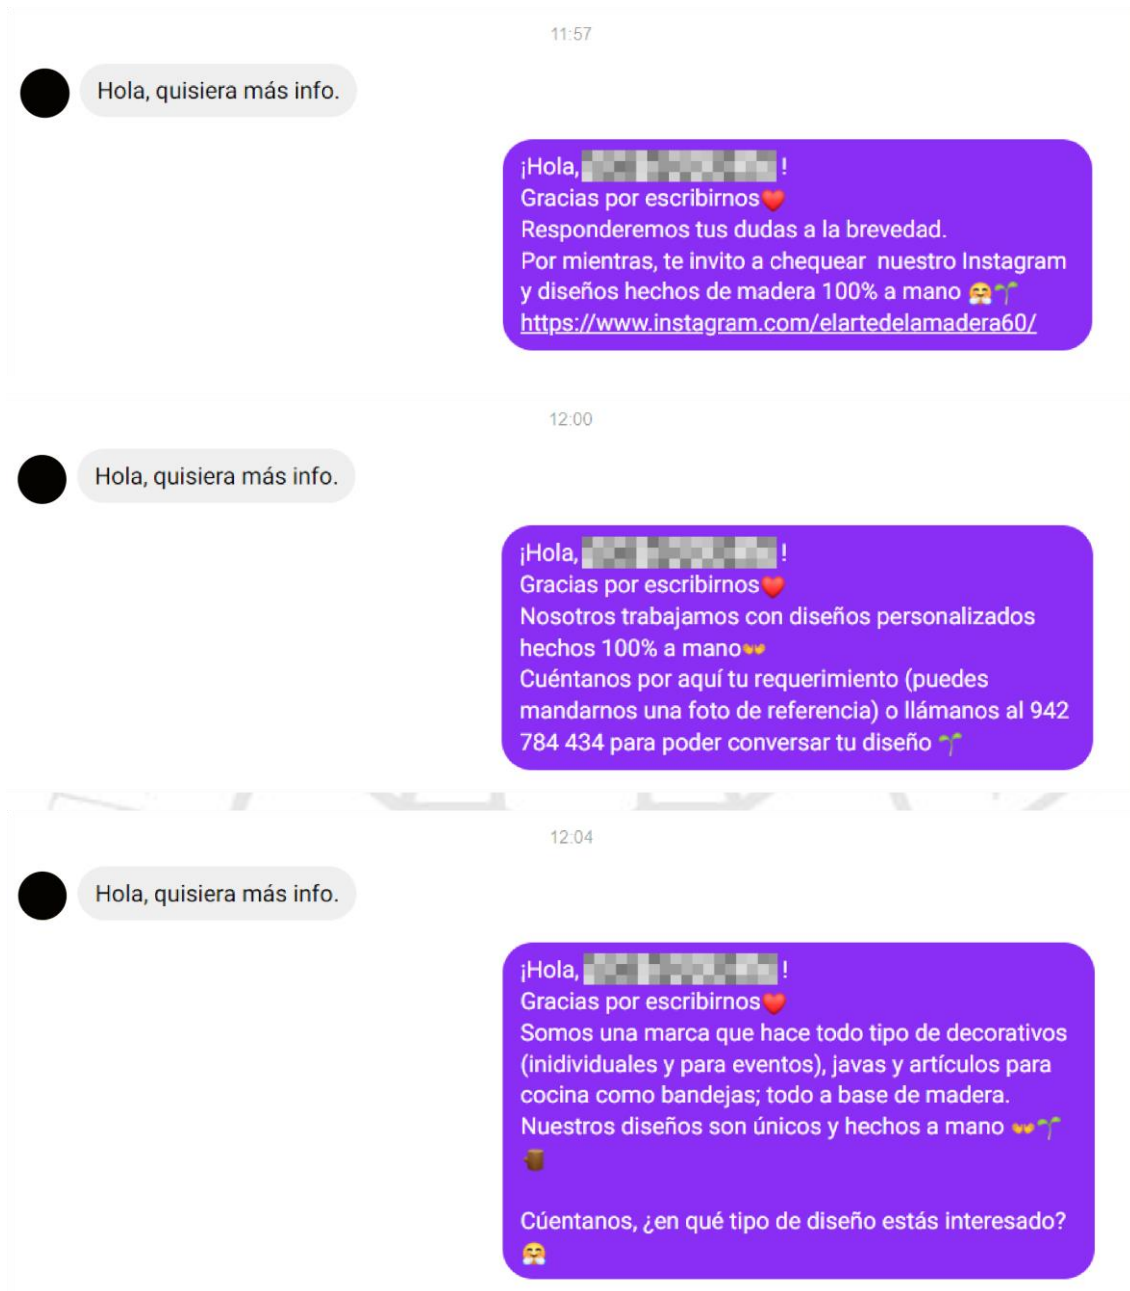 11:57
Hola, quisiera más info.
¡Hola, !
Gracias por escribirnos❤️
Responderemos tus dudas a la brevedad.
Por mientras, te invito a chequear nuestro Instagram
y diseños hechos de madera 100% a mano 🤗🌱
https://www.instagram.com/elartedelamadera60/
12:00
Hola, quisiera más info.
¡Hola, !
Gracias por escribirnos❤️
Nosotros trabajamos con diseños personalizados
hechos 100% a mano👐
Cuéntanos por aquí tu requerimiento (puedes
mandarnos una foto de referencia) o llámanos al 942
784 434 para poder conversar tu diseño 🌱
12:04
Hola, quisiera más info.
¡Hola, !
Gracias por escribirnos❤️
Somos una marca que hace todo tipo de decorativos
(inidividuales y para eventos), javas y artículos para
cocina como bandejas; todo a base de madera.
Nuestros diseños son únicos y hechos a mano 👐🌱
🪵
Cúentanos, ¿en qué tipo de diseño estás interesado?
🤗